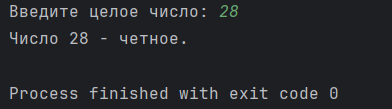 Введите целое число: 28
Число 28 - четное.
Process finished with exit code 0